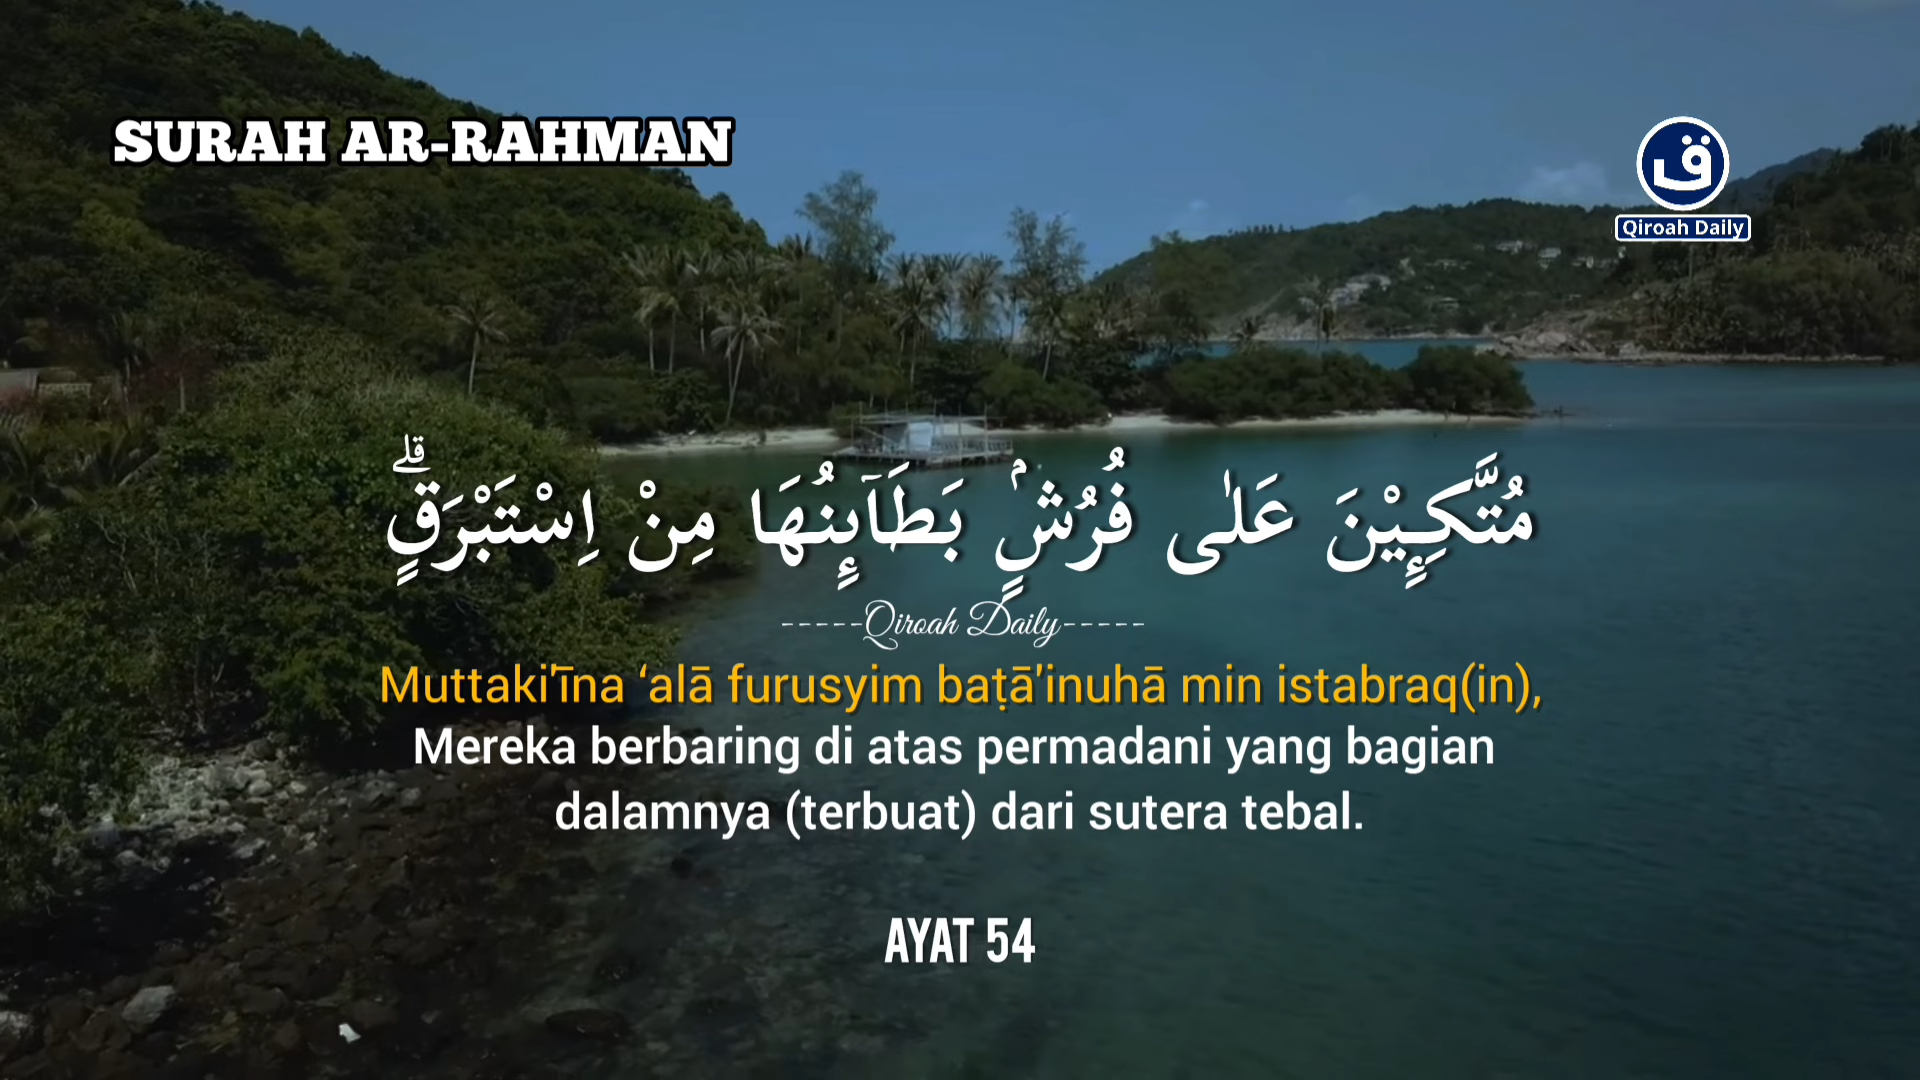 SURAH AR-RAHMAN
ق
Qiroah Daily
مُتَّكِـِٕيْنَ عَلٰى فُرُشٍۢ بَطَاۤىِٕنُهَا مِنْ اِسْتَبْرَقٍۗ
-----Qiroah Daily-----
Muttaki'īna ‘alā furusyim baṭā'inuhā min istabraq(in),
Mereka berbaring di atas permadani yang bagian
dalamnya (terbuat) dari sutera tebal.
AYAT 54